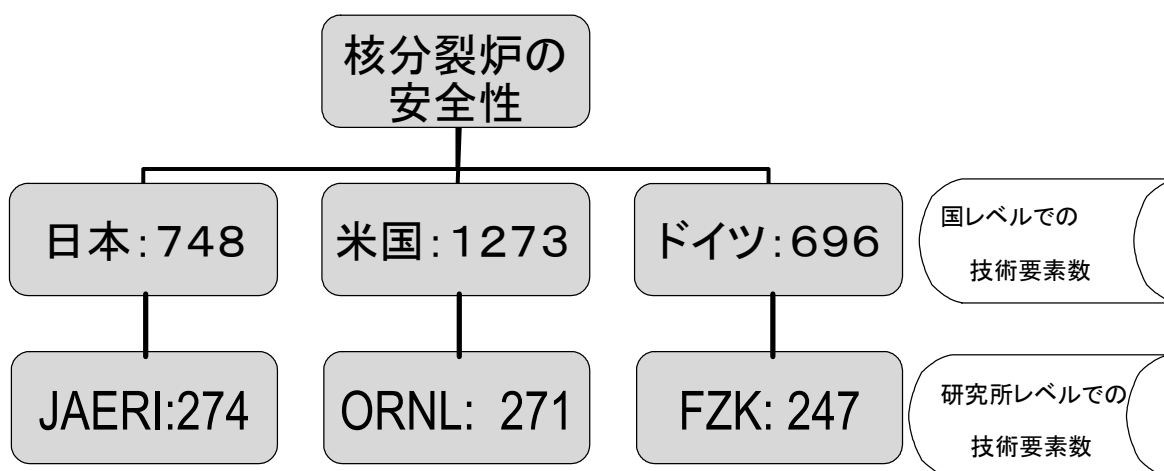 核分裂炉の
安全性
日本:748
米国:1273
ドイツ:696
国レベルでの
技術要素数
JAERI:274
ORNL: 271
FZK: 247
研究所レベルでの
技術要素数